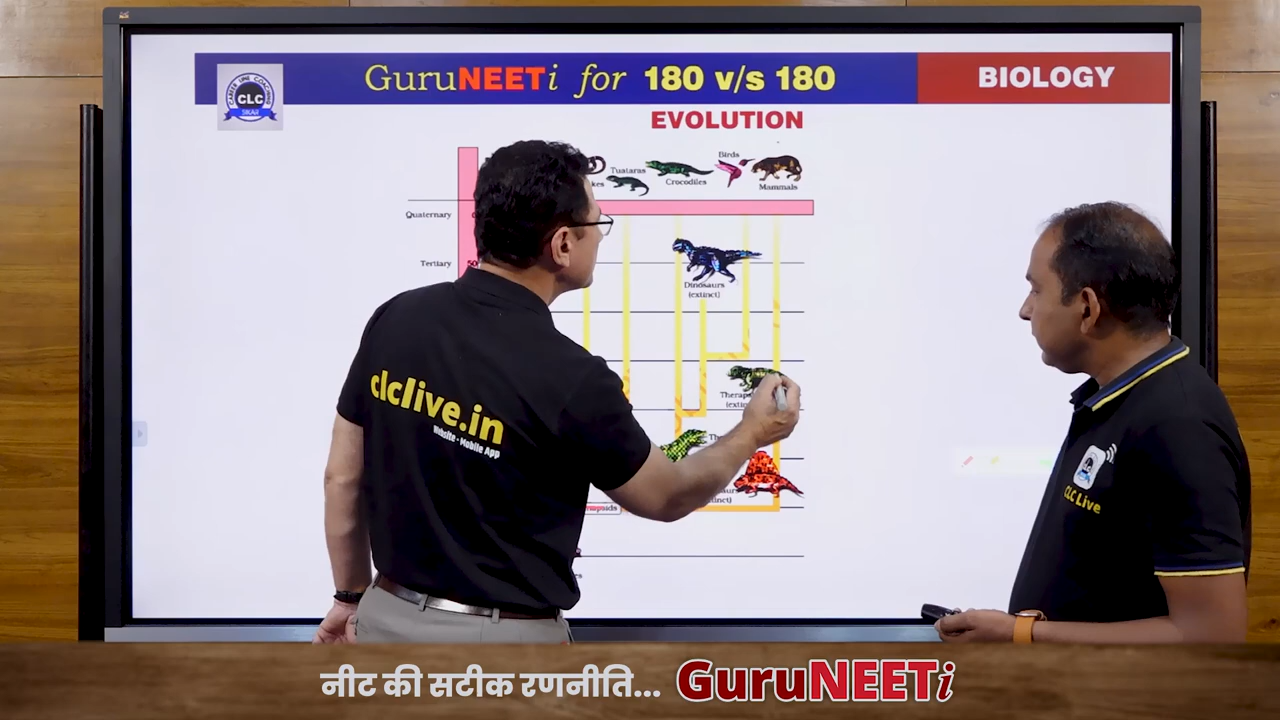 GuruNEETi for 180 v/s 180
BIOLOGY
CLC
SIKAR
EVOLUTION
Tuataras
Crocodiles
Birds
Mammals
Quaternary
Tertiary
Dinosaurs
(extinct)
clclive.in
Website - Mobile App
CLC Live
नीट की सटीक रणनीति...
GuruNEETi